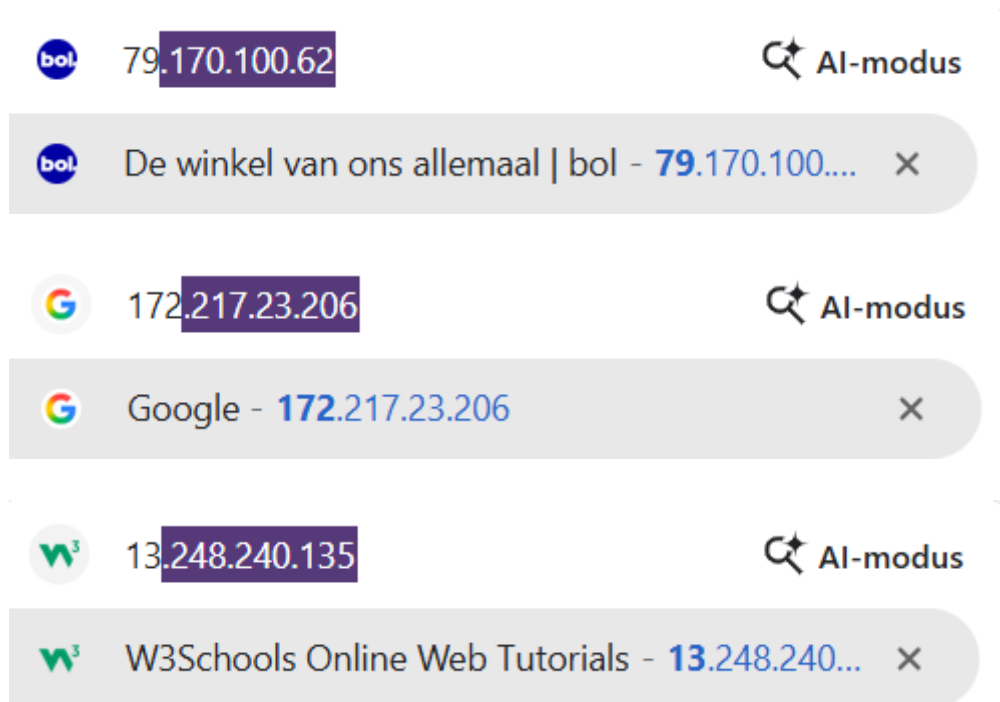 bol. 79.170.100.62 AI-modus
bol. De winkel van ons allemaal | bol - 79.170.100.... ×
G 172.217.23.206 AI-modus
G Google - 172.217.23.206 ×
W3 13.248.240.135 AI-modus
W3 W3Schools Online Web Tutorials - 13.248.240... ×